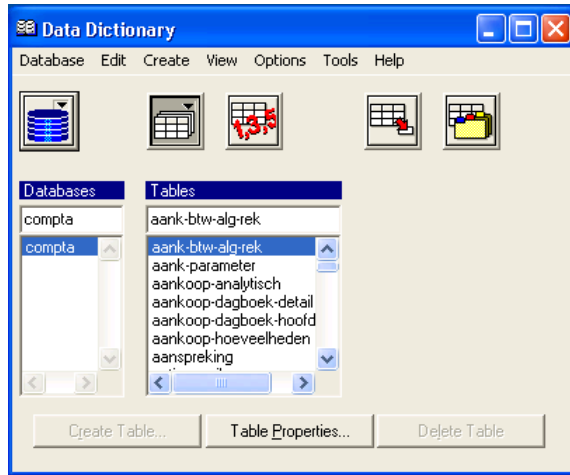 Data Dictionary
Database Edit Create View Options Tools Help
1,3,5
Databases
compta
compta
Tables
aank-btw-alg-rek
aank-btw-alg-rek
aank-parameter
aankoop-analytisch
aankoop-dagboek-detail
aankoop-dagboek-hoofd
aankoop-hoeveelheden
aanspreking
Create Table...
Table Properties...
Delete Table